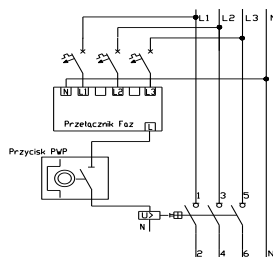 L1 L2 L3 N
N L1 L2 L3
Przełącznik Faz
L
Przycisk PWP
1 3 5
U>
N
2 4 6 N